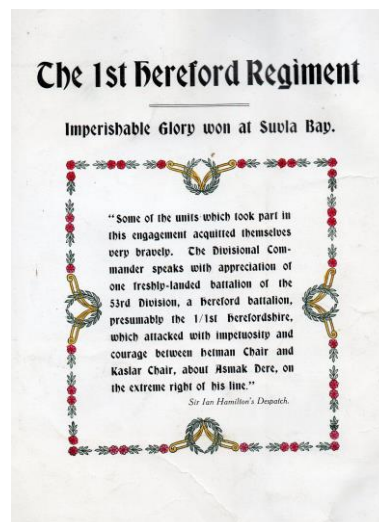 The 1st Hereford Regiment
Imperishable Glory won at Suvla Bay.
“Some of the units which took part in
this engagement acquitted themselves
very bravely. The Divisional Com-
mander speaks with appreciation of
one freshly-landed battalion of the
53rd Division, a Hereford battalion,
presumably the 1/1st Herefordshire,
which attacked with impetuosity and
courage between Hetman Chair and
Kaslar Chair, about Asmak Dere, on
the extreme right of his line.”
Sir Ian Hamilton's Despatch.